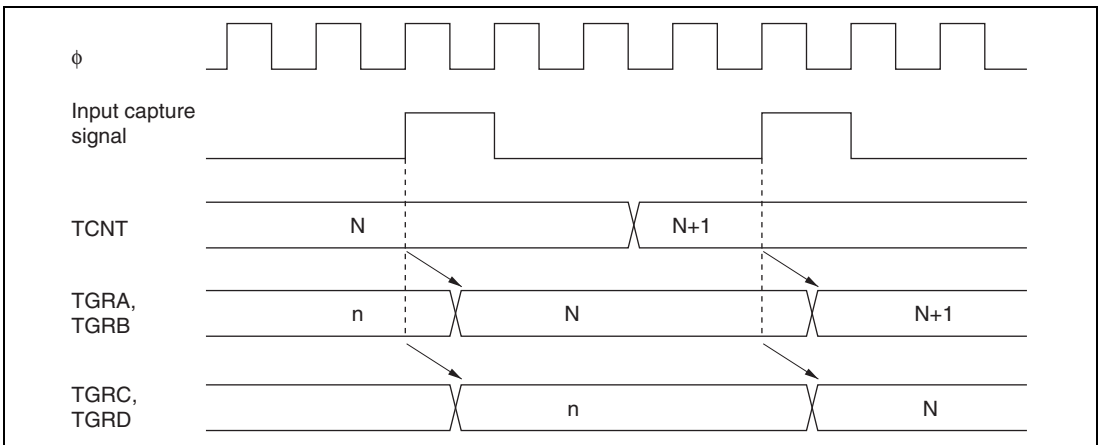 ϕ
Input capture
signal
TCNT
N
N+1
TGRA,
TGRB
n
N
N+1
TGRC,
TGRD
n
N